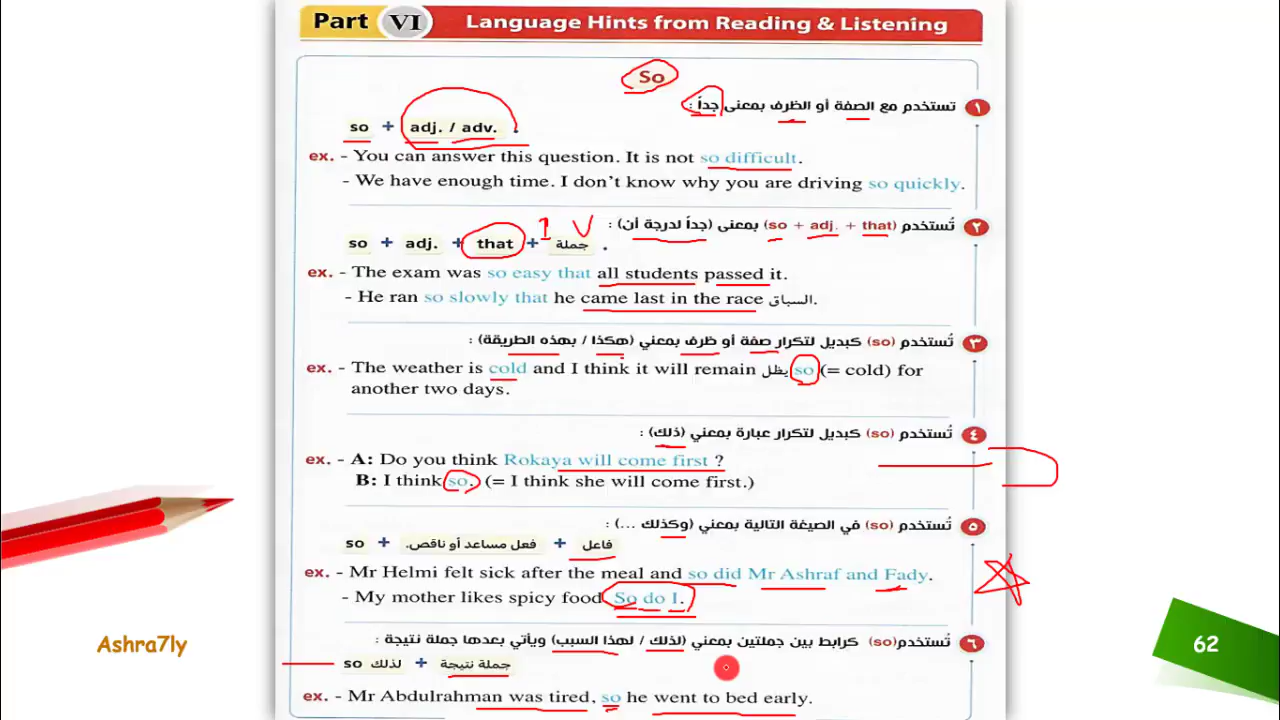 Part VI Language Hints from Reading & Listening
So
١ تستخدم مع الصفة أو الظرف بمعنى جداً :
so + adj. / adv. .
ex. - You can answer this question. It is not so difficult.
- We have enough time. I don't know why you are driving so quickly.
٢ تُستخدم (so + adj. + that) بمعنى (جداً لدرجة أن) :
so + adj. + that + جملة .
ex. - The exam was so easy that all students passed it.
- He ran so slowly that he came last in the race السباق.
٣ تُستخدم (so) كبديل لتكرار صفة أو ظرف بمعني (هكذا / بهذه الطريقة) :
ex. - The weather is cold and I think it will remain يظل so (= cold) for
another two days.
٤ تُستخدم (so) كبديل لتكرار عبارة بمعني (ذلك) :
ex. - A: Do you think Rokaya will come first ?
B: I think so. (= I think she will come first.)
٥ تُستخدم (so) في الصيغة التالية بمعني (وكذلك ...) :
so + فعل مساعد أو ناقص. + فاعل
ex. - Mr Helmi felt sick after the meal and so did Mr Ashraf and Fady.
- My mother likes spicy food. So do I.
٦ تُستخدم(so) كرابط بين جملتين بمعني (لذلك / لهذا السبب) ويأتي بعدها جملة نتيجة :
so لذلك + جملة نتيجة
ex. - Mr Abdulrahman was tired, so he went to bed early.
Ashra7ly
62